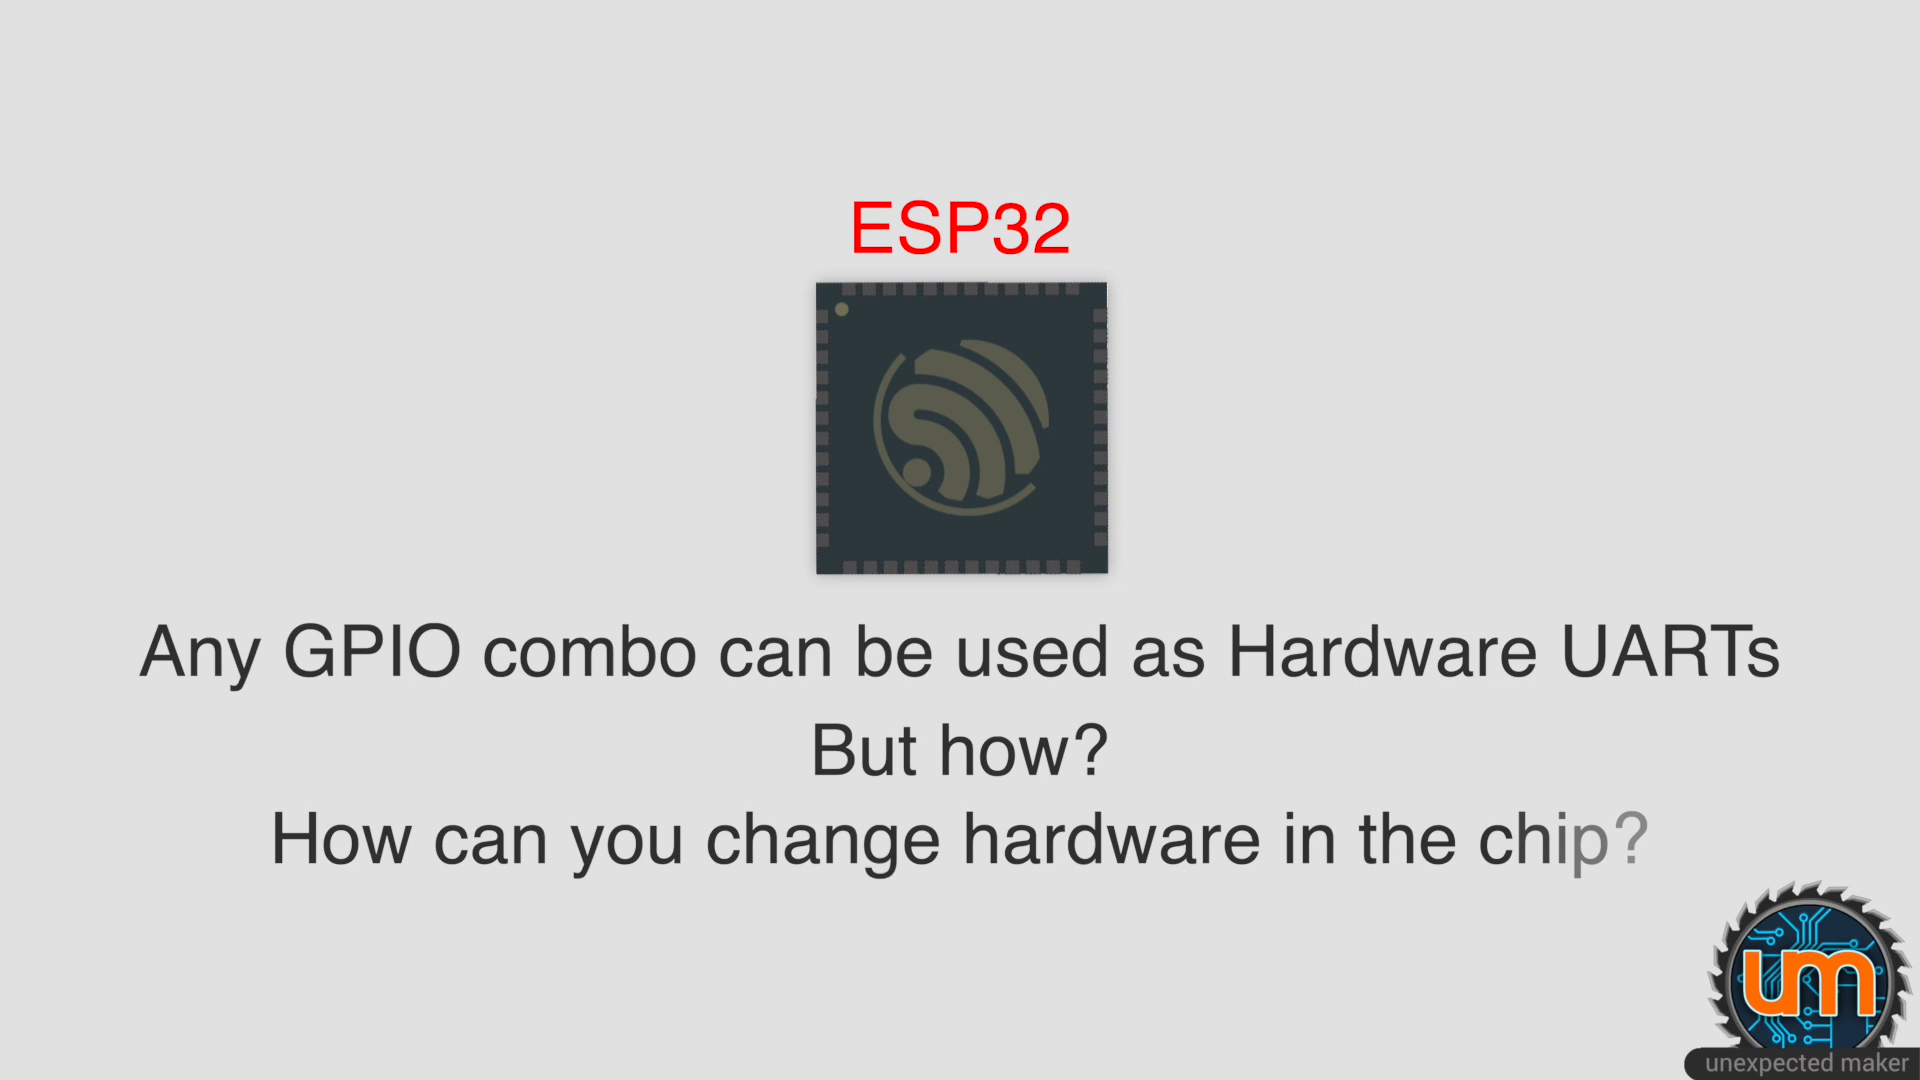 ESP32
Any GPIO combo can be used as Hardware UARTs
But how?
How can you change hardware in the chip?
um
unexpected maker